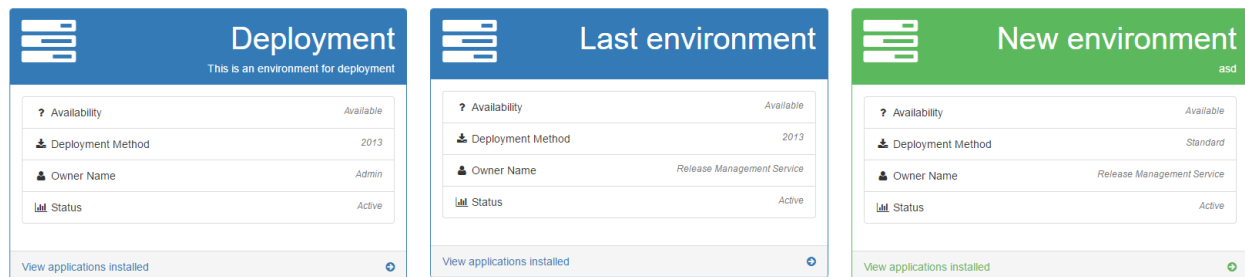 Deployment
This is an environment for deployment
Availability
Available
Deployment Method
2013
Owner Name
Admin
Status
Active
View applications installed
Last environment
Availability
Available
Deployment Method
2013
Owner Name
Release Management Service
Status
Active
View applications installed
New environment
asd
Availability
Available
Deployment Method
Standard
Owner Name
Release Management Service
Status
Active
View applications installed